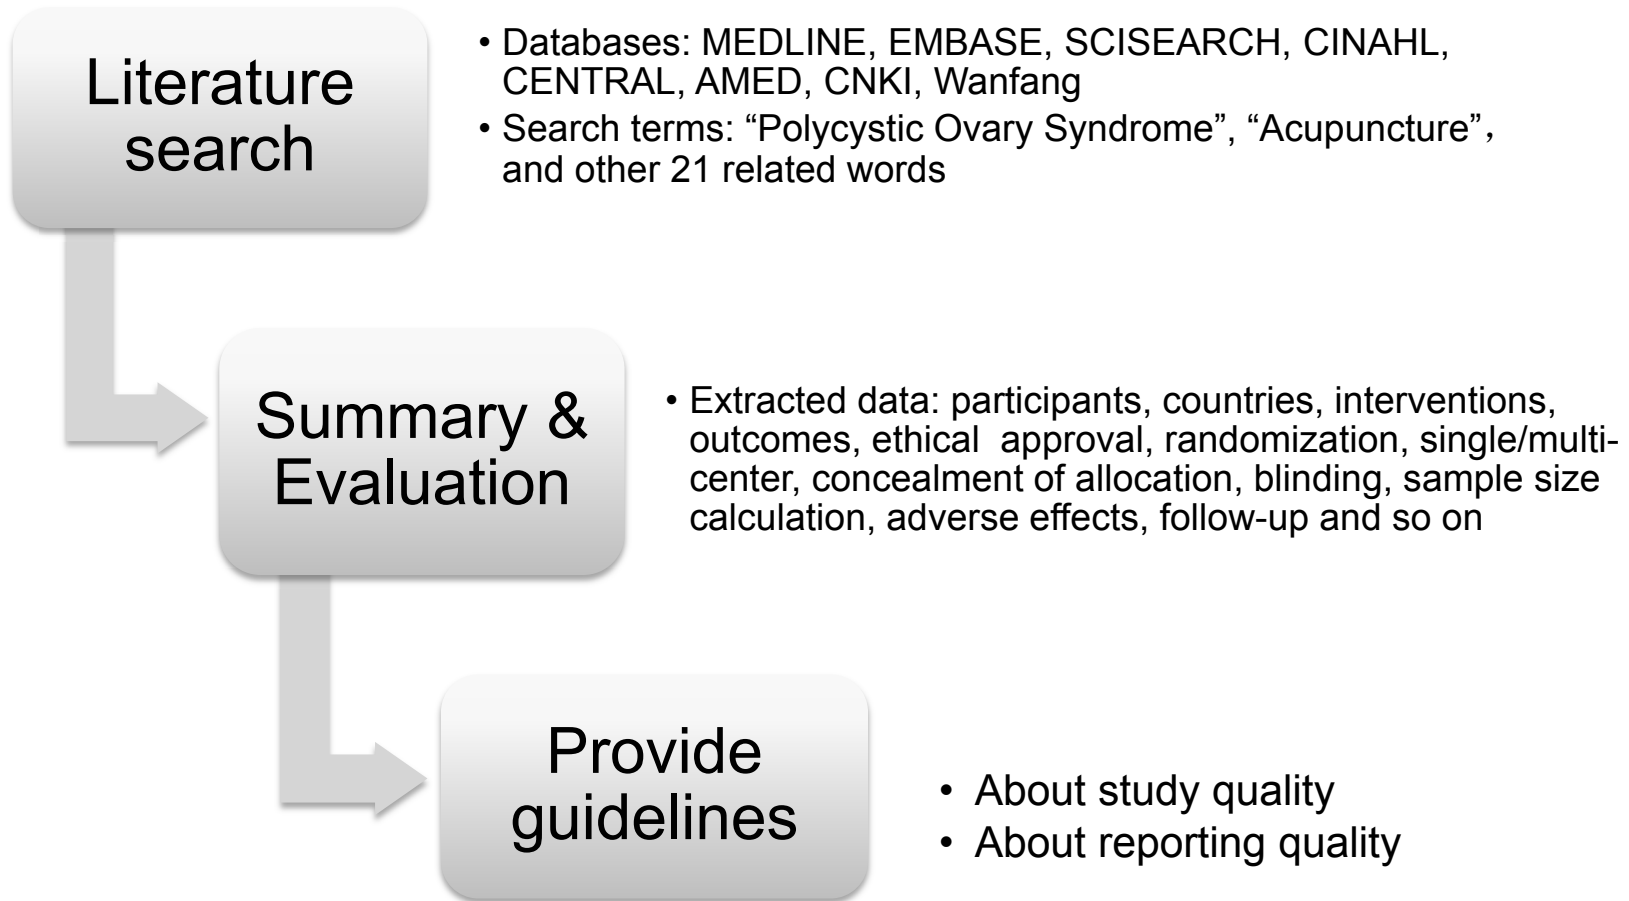 Literature
search
• Databases: MEDLINE, EMBASE, SCISEARCH, CINAHL,
CENTRAL, AMED, CNKI, Wanfang
• Search terms: “Polycystic Ovary Syndrome”, “Acupuncture”，
and other 21 related words
Summary &
Evaluation
• Extracted data: participants, countries, interventions,
outcomes, ethical  approval, randomization, single/multi-
center, concealment of allocation, blinding, sample size
calculation, adverse effects, follow-up and so on
Provide
guidelines
• About study quality
• About reporting quality